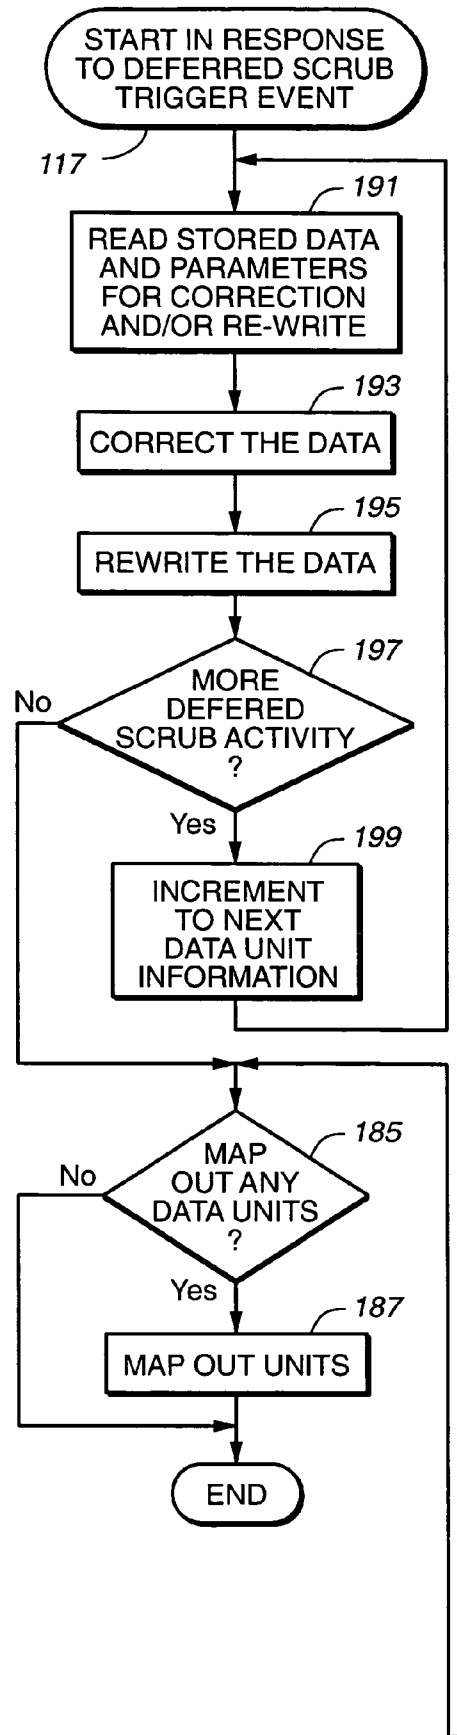 START IN RESPONSE
TO DEFERRED SCRUB
TRIGGER EVENT
117
191
READ STORED DATA
AND PARAMETERS
FOR CORRECTION
AND/OR RE-WRITE
193
CORRECT THE DATA
195
REWRITE THE DATA
197
No
MORE
DEFERED
SCRUB ACTIVITY
?
Yes
199
INCREMENT
TO NEXT
DATA UNIT
INFORMATION
185
No
MAP
OUT ANY
DATA UNITS
?
Yes
187
MAP OUT UNITS
END